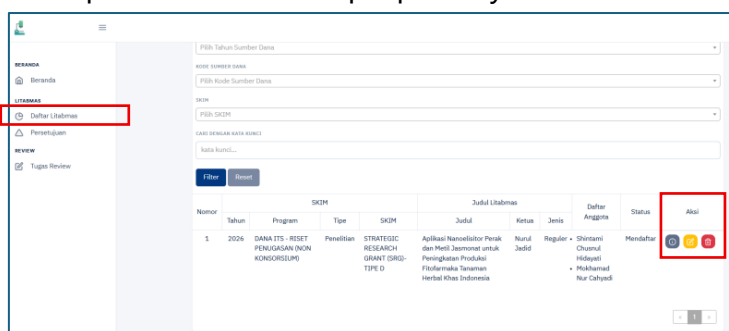 Pilih Tahun Sumber Dana
BERANDA
KODE SUMBER DANA
Beranda
Pilih Kode Sumber Dana
LITABMAS
SKIM
Daftar Litabmas
Pilih SKIM
Persetujuan
CARI DENGAN KATA KUNCI
REVIEW
kata kunci...
Tugas Review
Filter Reset
Nomor SKIM Judul Litabmas Daftar Anggota Status Aksi
Tahun Program Tipe SKIM Judul Ketua Jenis
1 2026 DANA ITS - RISET Penelitian STRATEGIC Aplikasi Nanoelisitor Perak Nurul Reguler • Shintami Mendaftar
PENUGASAN (NON RESEARCH dan Metil Jasmonat untuk Jadid Chusnul
KONSORSIUM) GRANT (SRG)- Peningkatan Produksi Hidayati
TIPE D Fitofarmaka Tanaman • Mokhamad
Herbal Khas Indonesia Nur Cahyadi
< 1 >